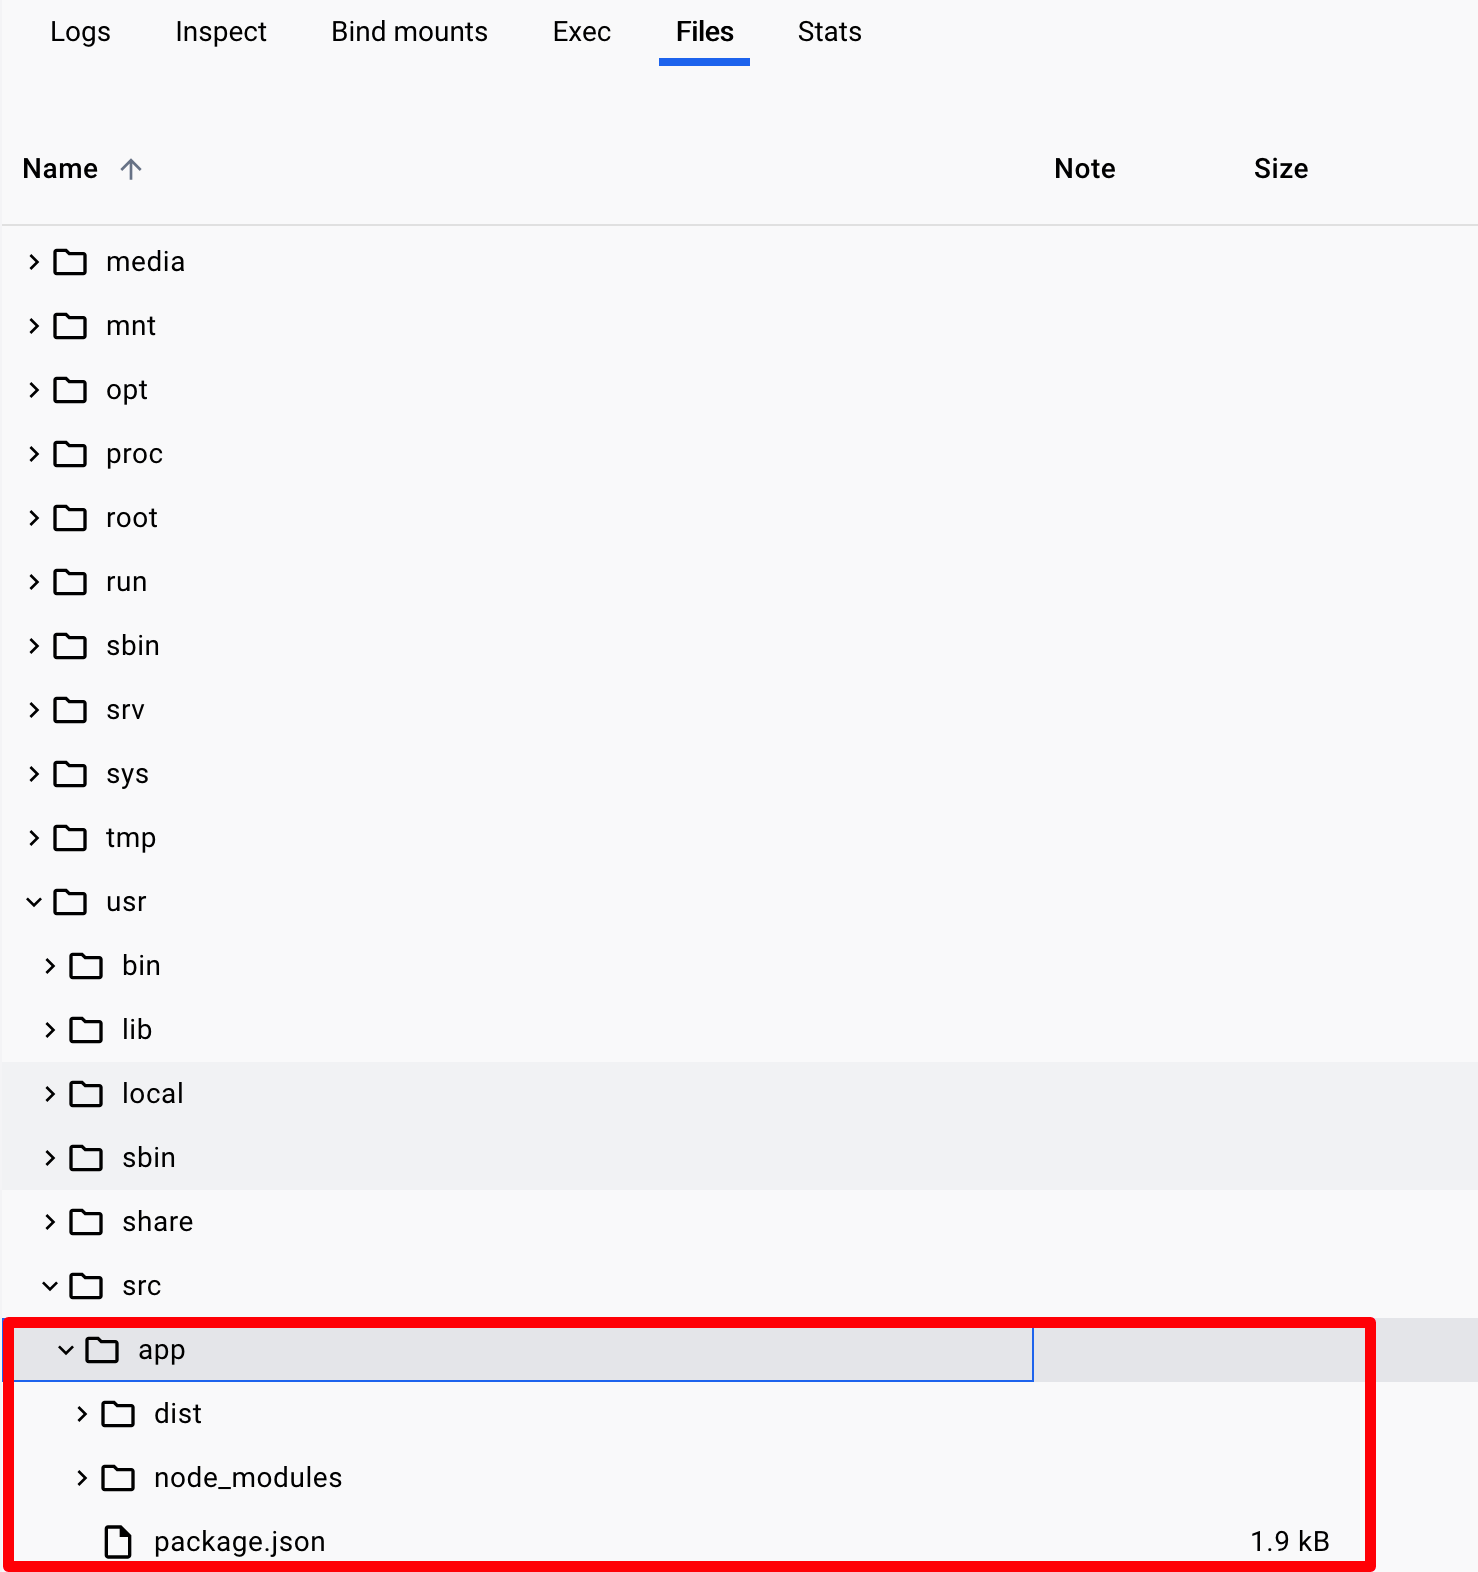 Logs Inspect Bind mounts Exec Files Stats
Name Note Size
media
mnt
opt
proc
root
run
sbin
srv
sys
tmp
usr
bin
lib
local
sbin
share
src
app
dist
node_modules
package.json 1.9 kB